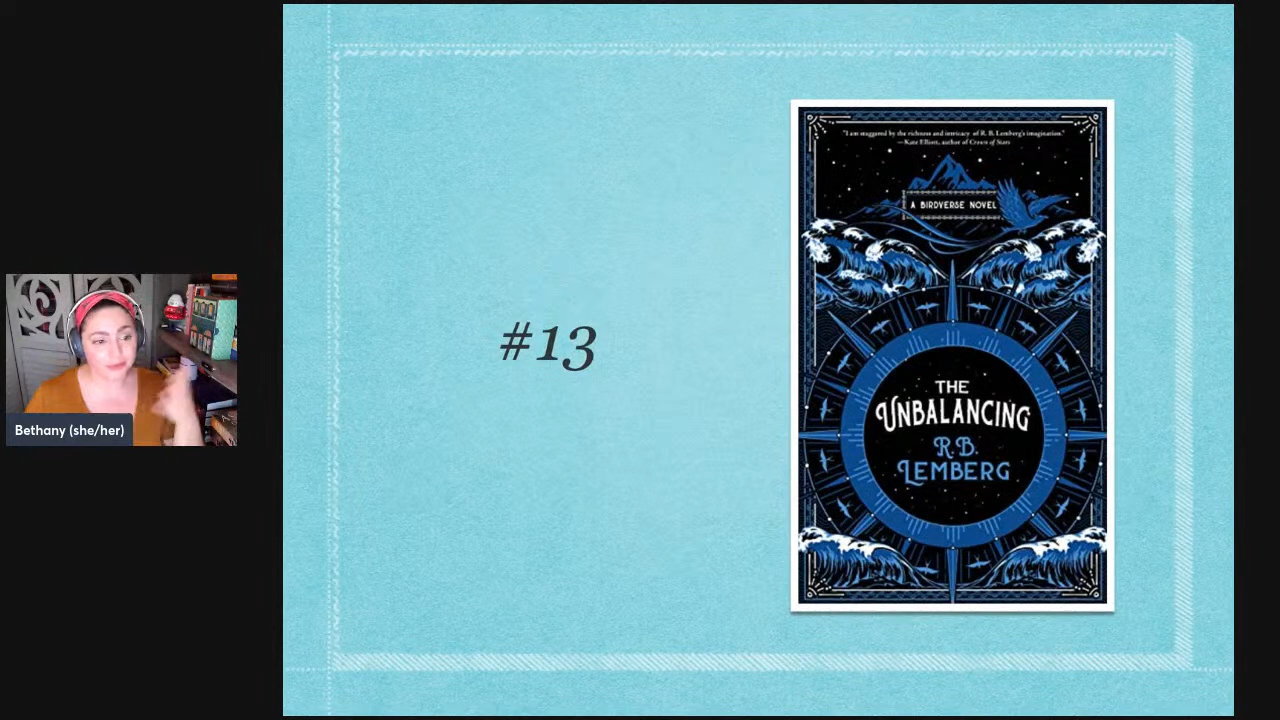 "I am staggered by the richness and intricacy of R. B. Lemberg's imagination."
—Kate Elliott, author of Crown of Stars
A BIRDVERSE NOVEL
#13
THE
UNBALANCING
R.B.
LEMBERG
Bethany (she/her)